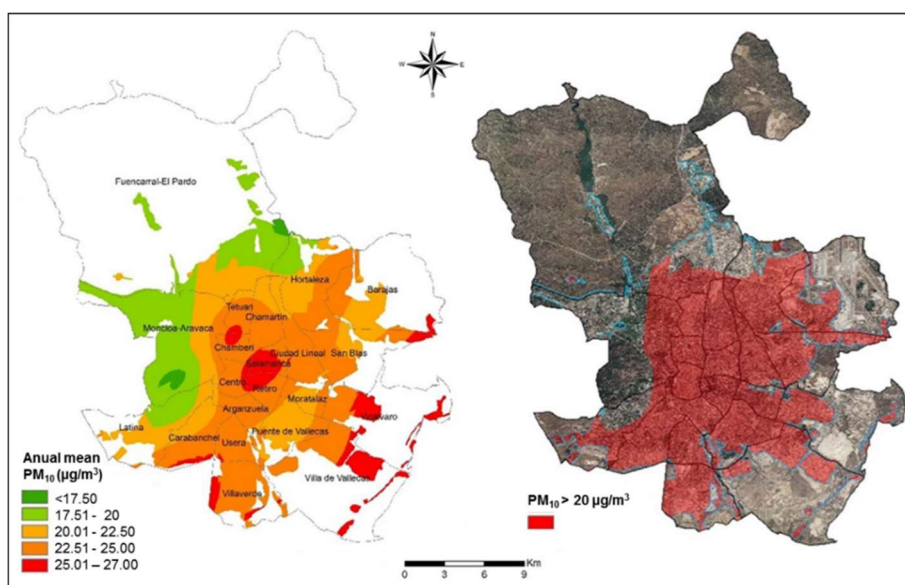 N
W
E
S
Fuencarral-El Pardo
Hortaleza
Barajas
Tetuan
Chamartín
Moncloa-Aravaca
Chamberí
Ciudad Lineal
San Blas
Salamanca
Centro
Retiro
Moratalaz
Arganzuela
Latina
Puente de Vallecas
Carabanchel
Usera
Villa de Vallecas
Villaverde
Anual mean
PM10 (µg/m3)
<17.50
17.51 - 20
20.01 - 22.50
22.51 - 25.00
25.01 – 27.00
PM10 > 20 µg/m3
Km
0 3 6 9